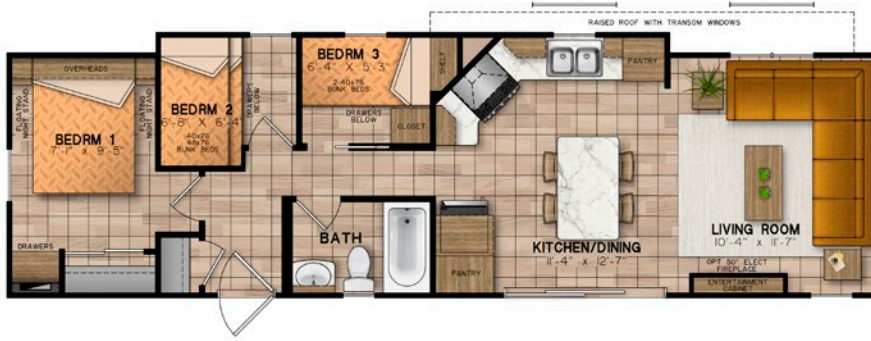 RAISED ROOF WITH TRANSOM WINDOWS
OVERHEADS
FLOATING
NIGHT STAND
BEDRM 1
7'-1" x 9'-5"
FLOATING
NIGHT STAND
DRAWERS
BEDRM 2
6'-8" X 6'-4"
40x76
48x76
BUNK BEDS
DRAWERS
BELOW
BEDRM 3
6'-4" X 5'-3"
2-40x76
BUNK BEDS
SHELF
DRAWERS
BELOW
CLOSET
PANTRY
BATH
PANTRY
KITCHEN/DINING
11'-4" x 12'-7"
LIVING ROOM
10'-4" x 11'-7"
OPT 50" ELECT
FIREPLACE
ENTERTAINMENT
CABINET